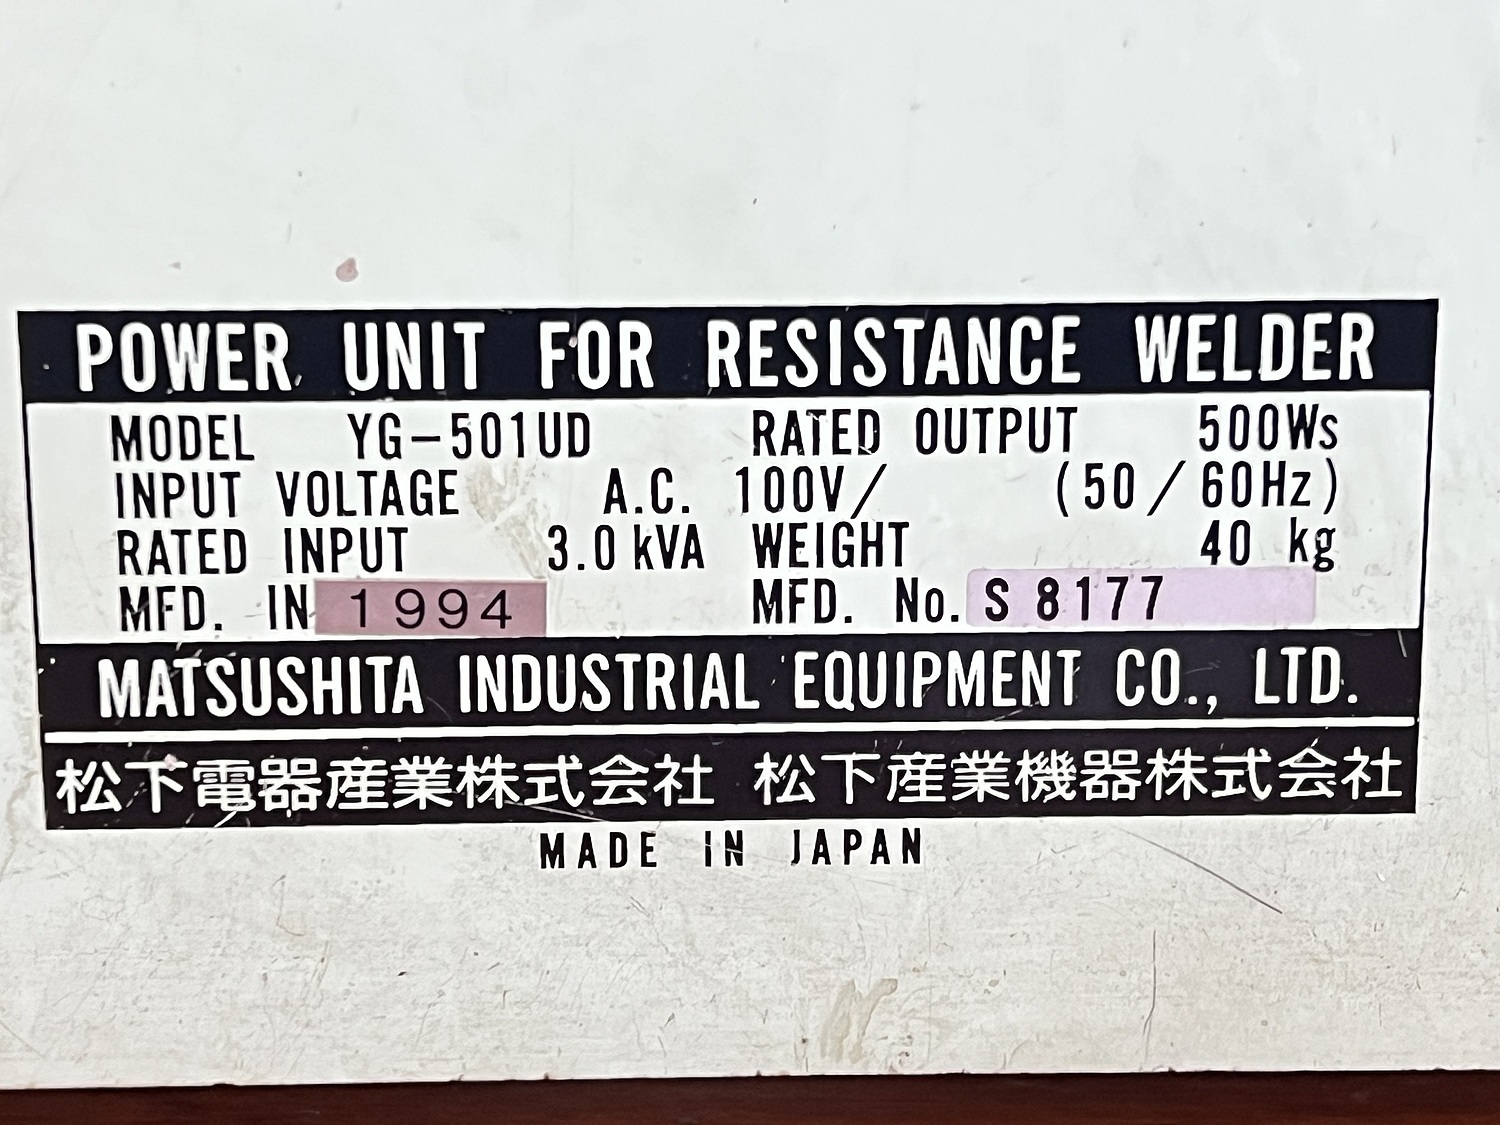 POWER UNIT FOR RESISTANCE WELDER
MODEL YG-501UD RATED OUTPUT 500Ws
INPUT VOLTAGE A.C. 100V/ (50/60Hz)
RATED INPUT 3.0 kVA WEIGHT 40 kg
MFD. IN 1994 MFD. No. S 8177
MATSUSHITA INDUSTRIAL EQUIPMENT CO., LTD.
松下電器産業株式会社 松下産業機器株式会社
MADE IN JAPAN